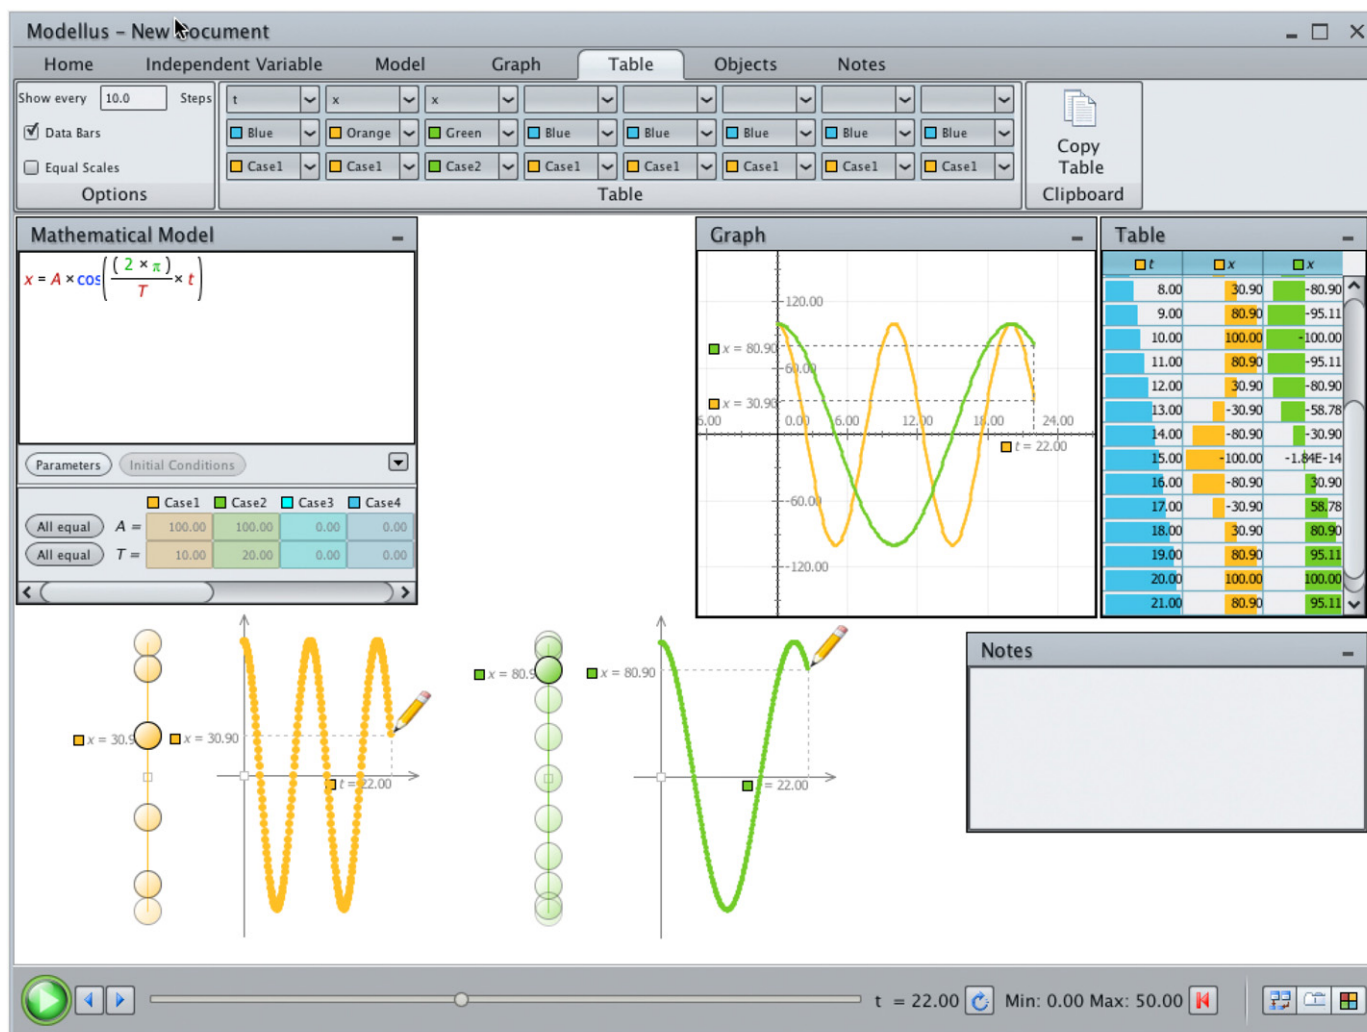 Modellus – New Document
Home Independent Variable Model Graph Table Objects Notes
Show every 10.0 Steps
t x x
Data Bars
Blue Orange Green Blue Blue Blue Blue Blue
Equal Scales
Case1 Case1 Case2 Case1 Case1 Case1 Case1 Case1
Copy
Table
Options Table Clipboard
Mathematical Model
x = A × cos( (2 × π) / T × t )
Parameters Initial Conditions
Case1 Case2 Case3 Case4
All equal A = 100.00 100.00 0.00 0.00
All equal T = 10.00 20.00 0.00 0.00
Graph
120.00
x = 80.90
60.00
x = 30.90
5.00 0.00 6.00 12.00 18.00 24.00
t = 22.00
-60.00
-120.00
Table
t x x
8.00 30.90 -80.90
9.00 80.90 -95.11
10.00 100.00 -100.00
11.00 80.90 -95.11
12.00 30.90 -80.90
13.00 -30.90 -58.78
14.00 -80.90 -30.90
15.00 -100.00 -1.84E-14
16.00 -80.90 30.90
17.00 -30.90 58.78
18.00 30.90 80.90
19.00 80.90 95.11
20.00 100.00 100.00
21.00 80.90 95.11
x = 30.9 x = 30.90
t = 22.00
x = 80.9 x = 80.90
= 22.00
Notes
t = 22.00 Min: 0.00 Max: 50.00